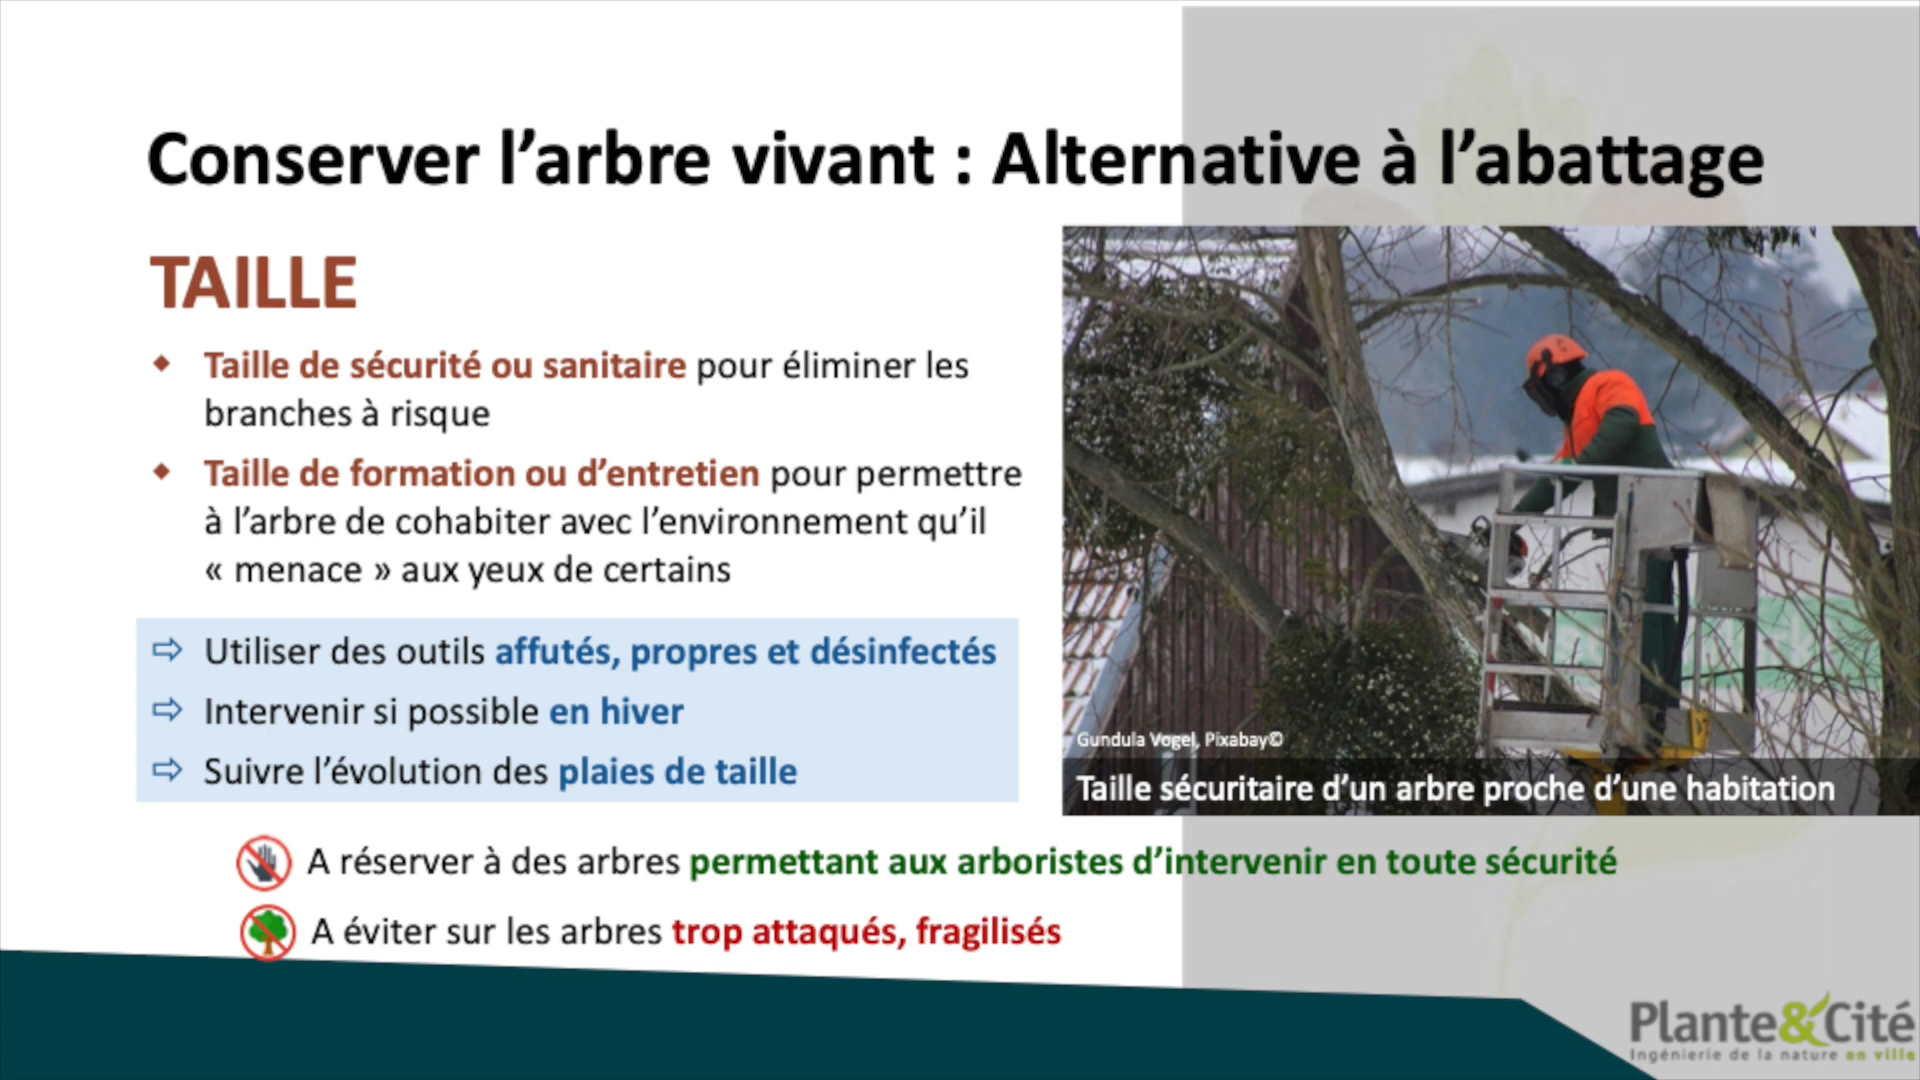 Conserver l’arbre vivant : Alternative à l’abattage
TAILLE
Taille de sécurité ou sanitaire pour éliminer les
branches à risque
Taille de formation ou d’entretien pour permettre
à l’arbre de cohabiter avec l’environnement qu’il
« menace » aux yeux de certains
⇨ Utiliser des outils affutés, propres et désinfectés
⇨ Intervenir si possible en hiver
⇨ Suivre l’évolution des plaies de taille
Gundula Vogel, Pixabay©
Taille sécuritaire d’un arbre proche d’une habitation
A réserver à des arbres permettant aux arboristes d’intervenir en toute sécurité
A éviter sur les arbres trop attaqués, fragilisés
Plante&Cité
Ingénierie de la nature en ville